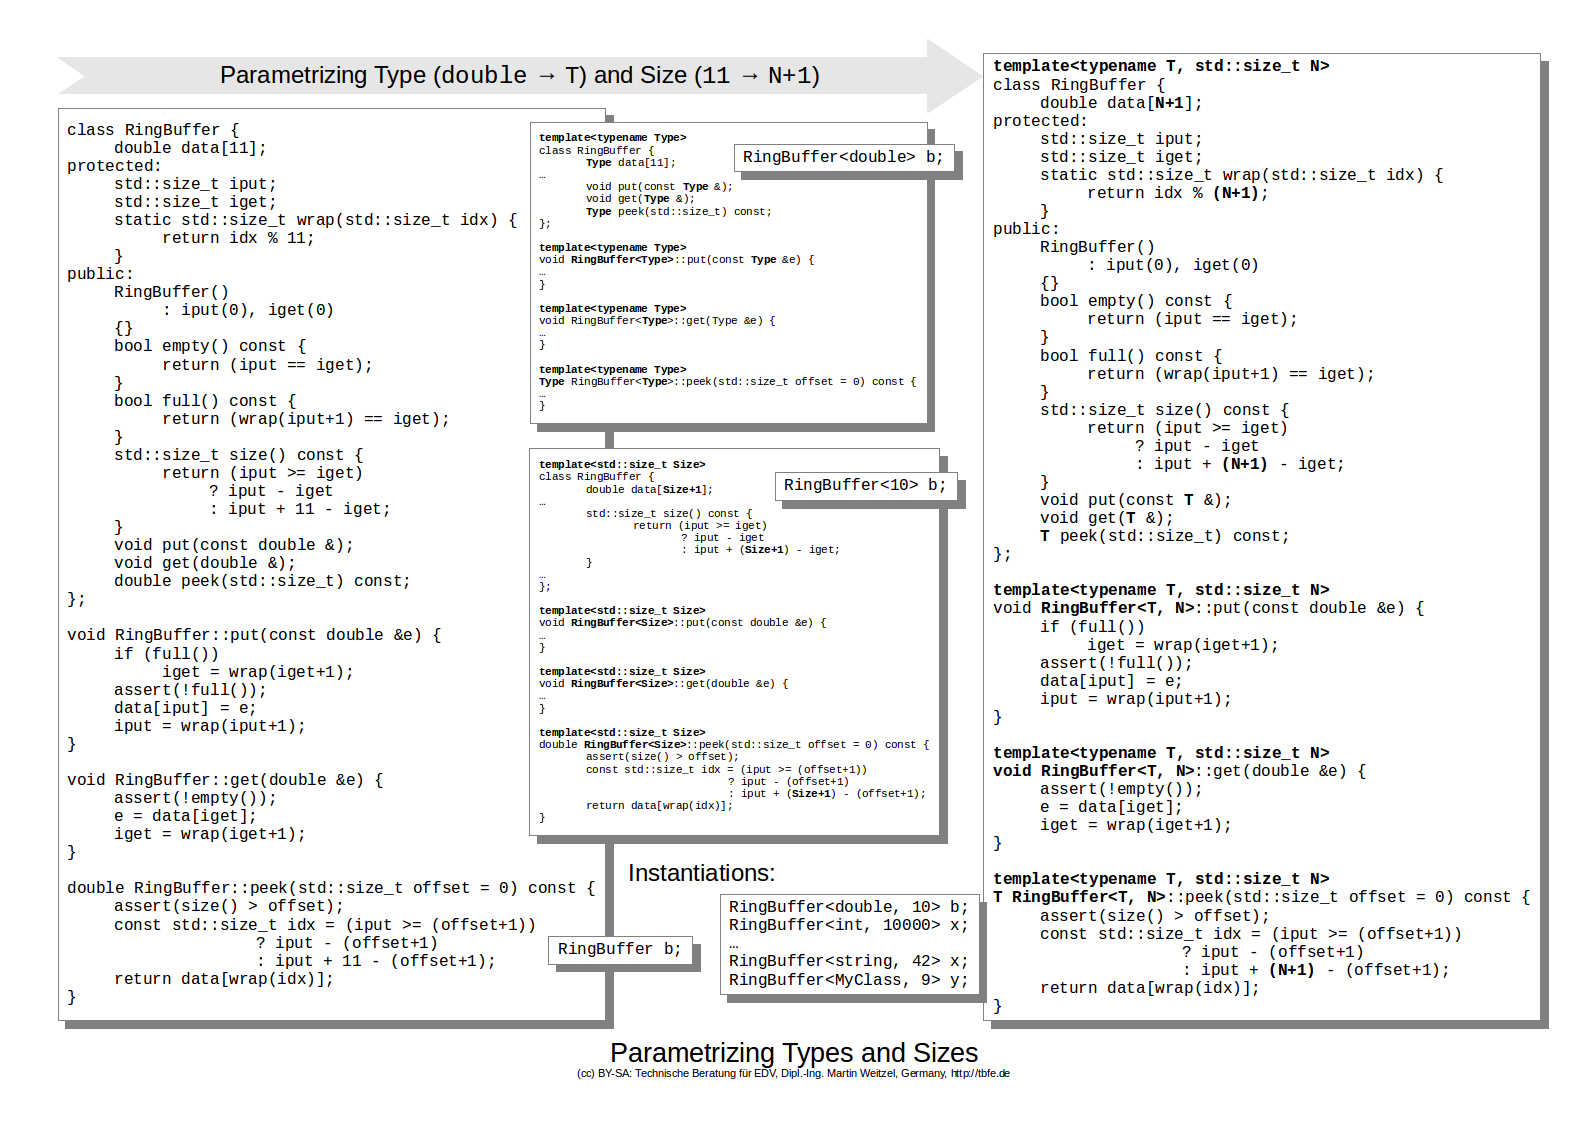 Parametrizing Type (double → T) and Size (11 → N+1)
class RingBuffer {
double data[11];
protected:
std::size_t iput;
std::size_t iget;
static std::size_t wrap(std::size_t idx) {
return idx % 11;
}
public:
RingBuffer()
: iput(0), iget(0)
{}
bool empty() const {
return (iput == iget);
}
bool full() const {
return (wrap(iput+1) == iget);
}
std::size_t size() const {
return (iput >= iget)
? iput - iget
: iput + 11 - iget;
}
void put(const double &);
void get(double &);
double peek(std::size_t) const;
};
void RingBuffer::put(const double &e) {
if (full())
iget = wrap(iget+1);
assert(!full());
data[iput] = e;
iput = wrap(iput+1);
}
void RingBuffer::get(double &e) {
assert(!empty());
e = data[iget];
iget = wrap(iget+1);
}
double RingBuffer::peek(std::size_t offset = 0) const {
assert(size() > offset);
const std::size_t idx = (iput >= (offset+1))
? iput - (offset+1)
: iput + 11 - (offset+1);
return data[wrap(idx)];
}
RingBuffer b;
template<typename Type>
class RingBuffer {
Type data[11];
…
void put(const Type &);
void get(Type &);
Type peek(std::size_t) const;
};
template<typename Type>
void RingBuffer<Type>::put(const Type &e) {
…
}
template<typename Type>
void RingBuffer<Type>::get(Type &e) {
…
}
template<typename Type>
Type RingBuffer<Type>::peek(std::size_t offset = 0) const {
…
}
RingBuffer<double> b;
template<std::size_t Size>
class RingBuffer {
double data[Size+1];
…
std::size_t size() const {
return (iput >= iget)
? iput - iget
: iput + (Size+1) - iget;
}
…
};
template<std::size_t Size>
void RingBuffer<Size>::put(const double &e) {
…
}
template<std::size_t Size>
void RingBuffer<Size>::get(double &e) {
…
}
template<std::size_t Size>
double RingBuffer<Size>::peek(std::size_t offset = 0) const {
assert(size() > offset);
const std::size_t idx = (iput >= (offset+1))
? iput - (offset+1)
: iput + (Size+1) - (offset+1);
return data[wrap(idx)];
}
RingBuffer<10> b;
Instantiations:
RingBuffer<double, 10> b;
RingBuffer<int, 10000> x;
…
RingBuffer<string, 42> x;
RingBuffer<MyClass, 9> y;
template<typename T, std::size_t N>
class RingBuffer {
double data[N+1];
protected:
std::size_t iput;
std::size_t iget;
static std::size_t wrap(std::size_t idx) {
return idx % (N+1);
}
public:
RingBuffer()
: iput(0), iget(0)
{}
bool empty() const {
return (iput == iget);
}
bool full() const {
return (wrap(iput+1) == iget);
}
std::size_t size() const {
return (iput >= iget)
? iput - iget
: iput + (N+1) - iget;
}
void put(const T &);
void get(T &);
T peek(std::size_t) const;
};
template<typename T, std::size_t N>
void RingBuffer<T, N>::put(const double &e) {
if (full())
iget = wrap(iget+1);
assert(!full());
data[iput] = e;
iput = wrap(iput+1);
}
template<typename T, std::size_t N>
void RingBuffer<T, N>::get(double &e) {
assert(!empty());
e = data[iget];
iget = wrap(iget+1);
}
template<typename T, std::size_t N>
T RingBuffer<T, N>::peek(std::size_t offset = 0) const {
assert(size() > offset);
const std::size_t idx = (iput >= (offset+1))
? iput - (offset+1)
: iput + (N+1) - (offset+1);
return data[wrap(idx)];
}
Parametrizing Types and Sizes
(cc) BY-SA: Technische Beratung für EDV, Dipl.-Ing. Martin Weitzel, Germany, http://tbfe.de